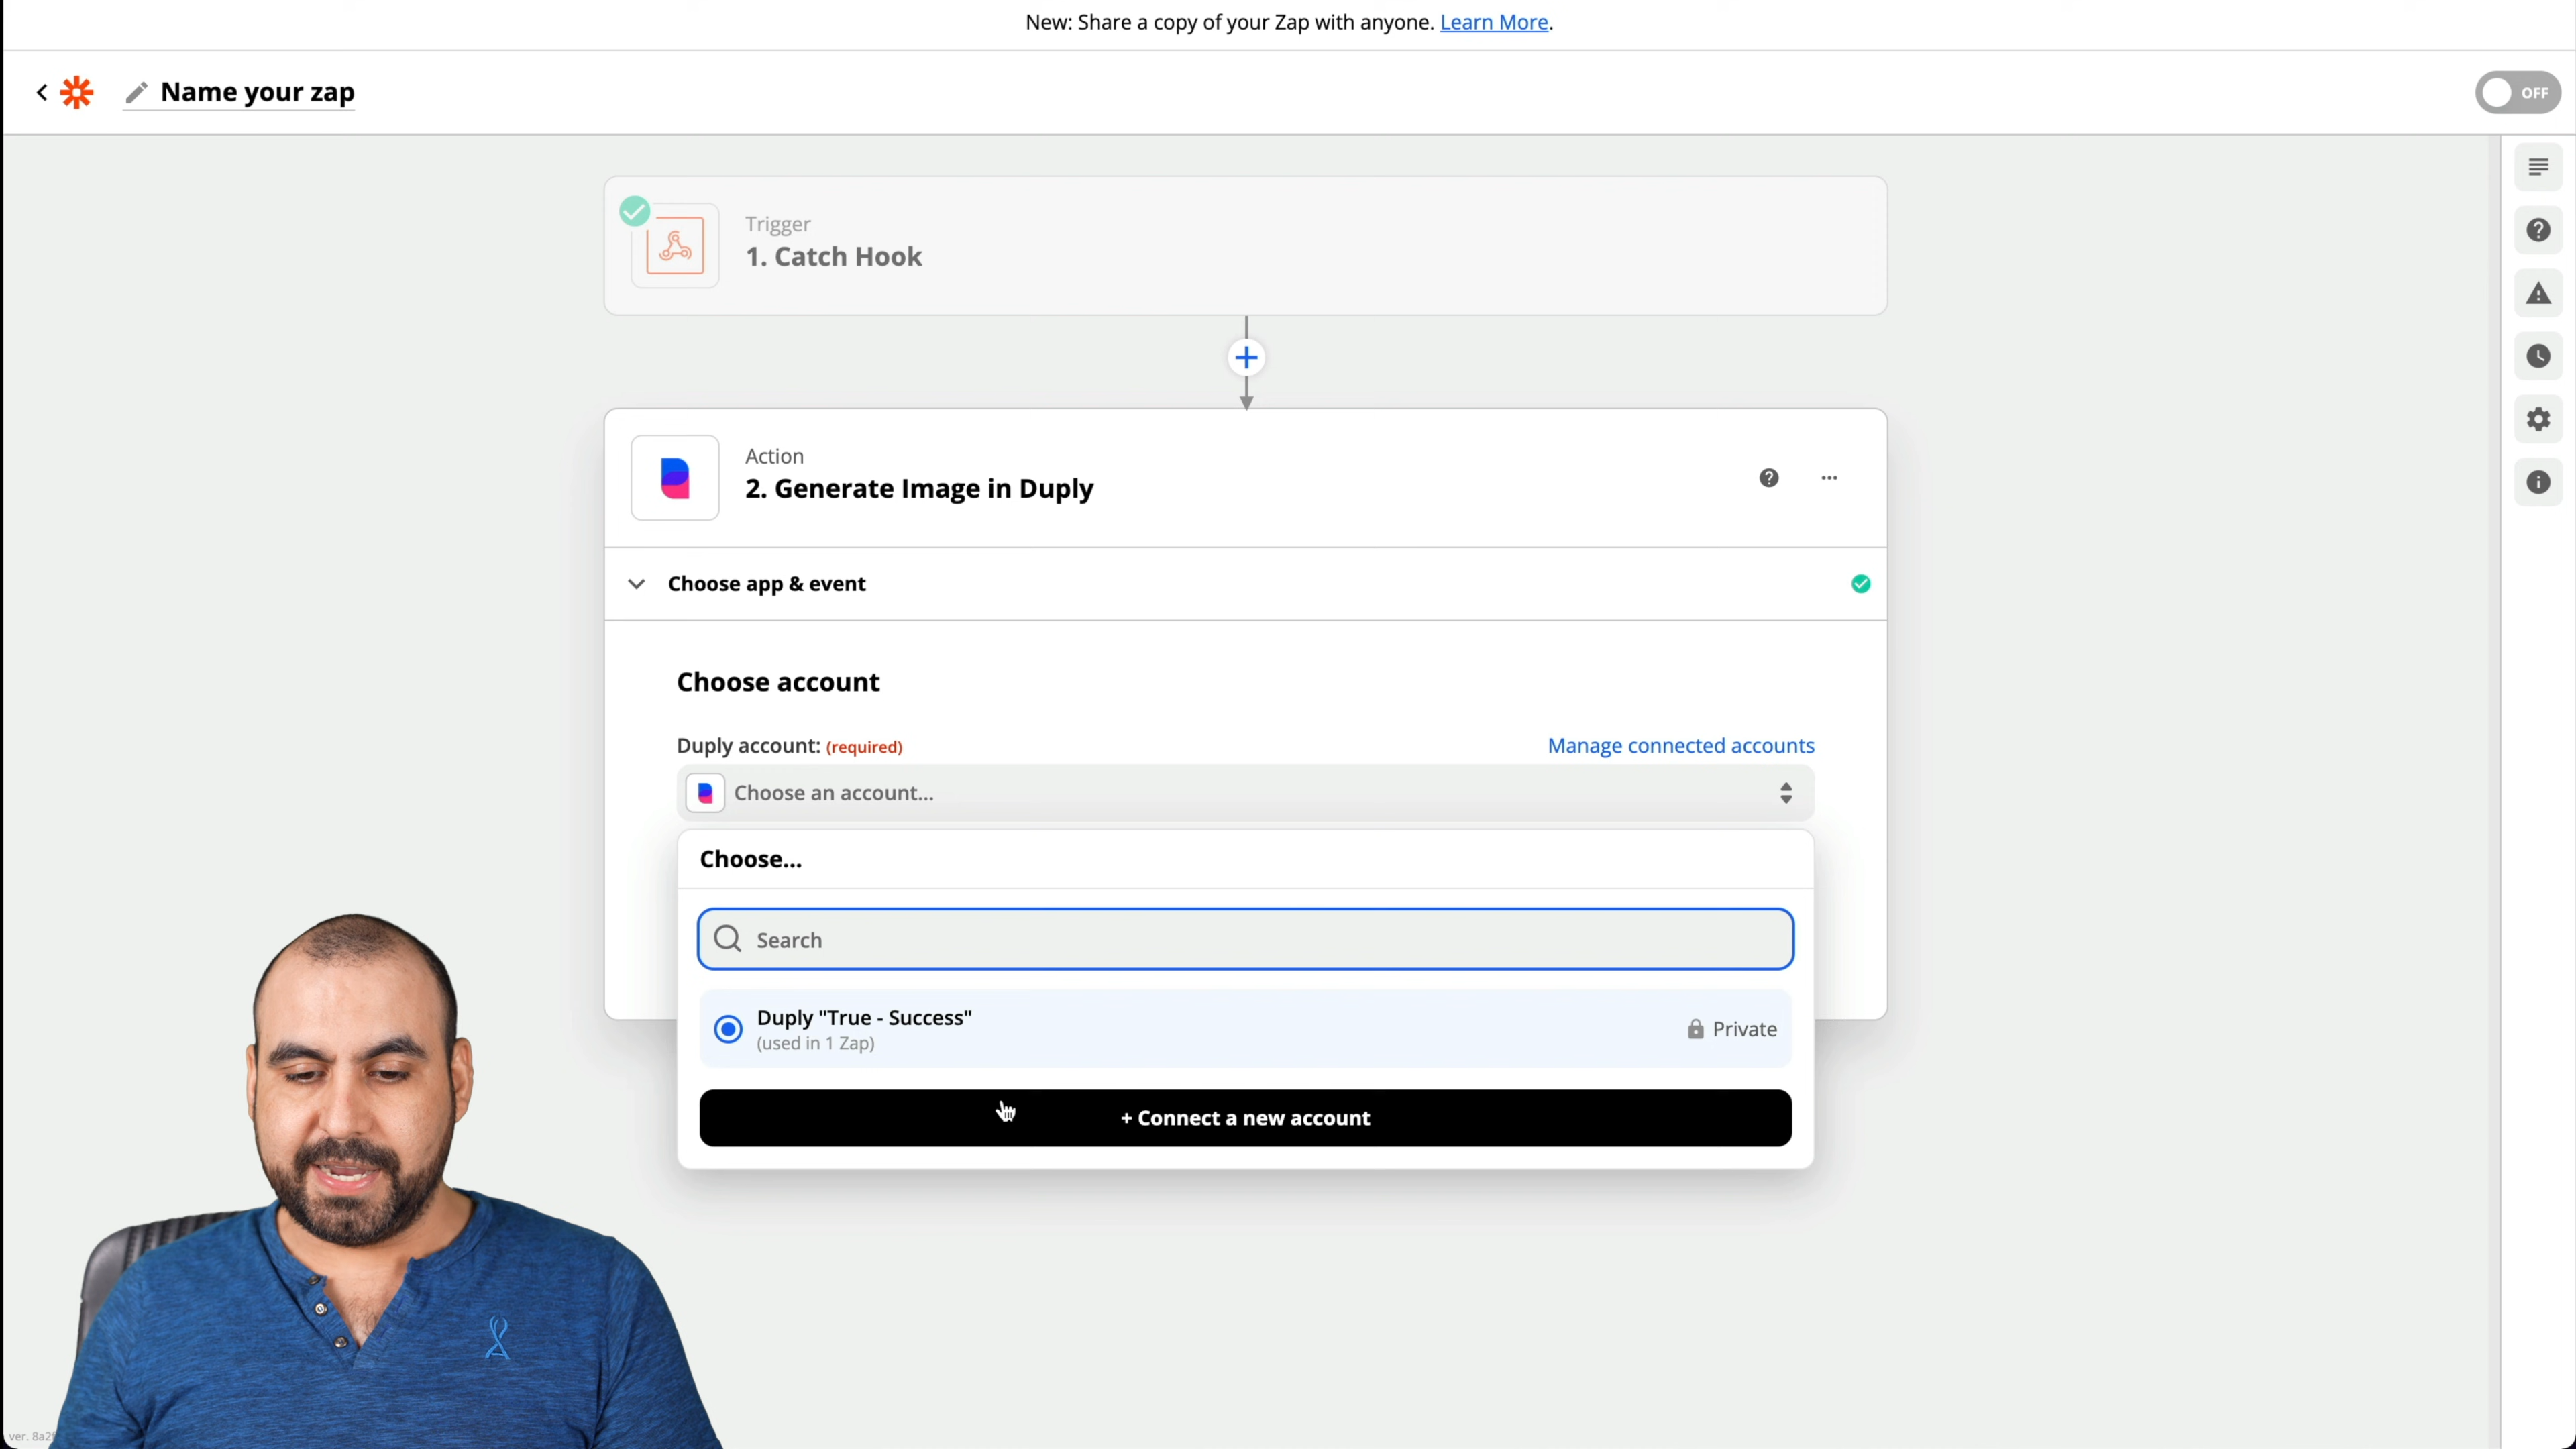 New: Share a copy of your Zap with anyone. Learn More.
Name your zap
OFF
Trigger
1. Catch Hook
Action
2. Generate Image in Duply
Choose app & event
Choose account
Duply account: (required)
Manage connected accounts
Choose an account...
Choose...
Search
Duply "True - Success"
Private
(used in 1 Zap)
+ Connect a new account
ver. 8a2